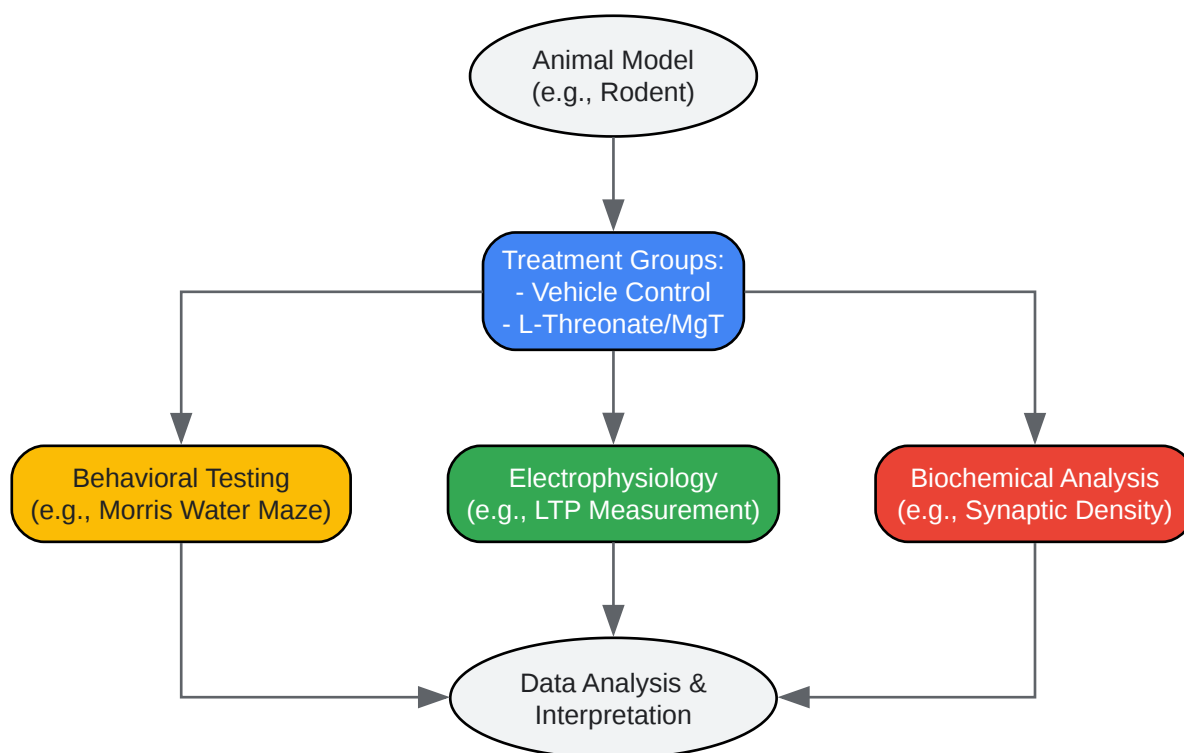 Animal Model
(e.g., Rodent)
Treatment Groups:
- Vehicle Control
- L-Threonate/MgT
Behavioral Testing
(e.g., Morris Water Maze)
Electrophysiology
(e.g., LTP Measurement)
Biochemical Analysis
(e.g., Synaptic Density)
Data Analysis &
Interpretation